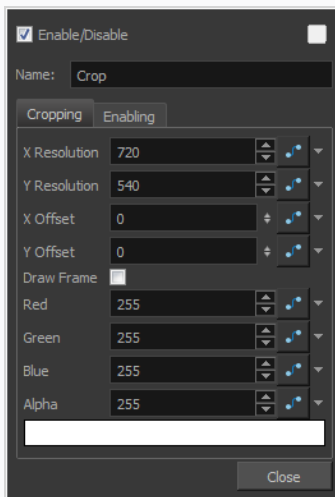 Enable/Disable
Name: Crop
Cropping Enabling
X Resolution 720
Y Resolution 540
X Offset 0
Y Offset 0
Draw Frame
Red 255
Green 255
Blue 255
Alpha 255
Close